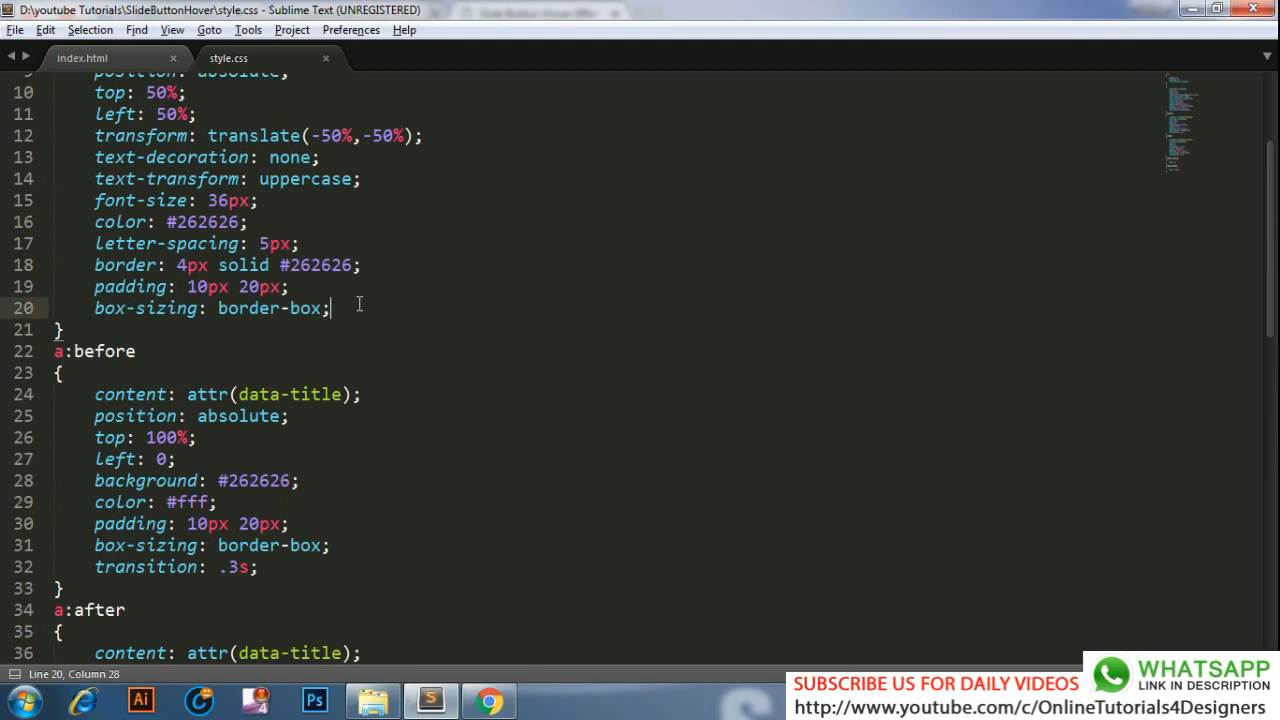 D:\youtube Tutorials\SlideButtonHover\style.css - Sublime Text (UNREGISTERED)
File Edit Selection Find View Goto Tools Project Preferences Help
index.html × style.css ×
position: absolute;
10 top: 50%;
11 left: 50%;
12 transform: translate(-50%,-50%);
13 text-decoration: none;
14 text-transform: uppercase;
15 font-size: 36px;
16 color: #262626;
17 letter-spacing: 5px;
18 border: 4px solid #262626;
19 padding: 10px 20px;
20 box-sizing: border-box;
21 }
22 a:before
23 {
24 content: attr(data-title);
25 position: absolute;
26 top: 100%;
27 left: 0;
28 background: #262626;
29 color: #fff;
30 padding: 10px 20px;
31 box-sizing: border-box;
32 transition: .3s;
33 }
34 a:after
35 {
36 content: attr(data-title);
Line 20, Column 28
Ai
4
Ps
S
SUBSCRIBE US FOR DAILY VIDEOS
http://www.youtube.com/c/OnlineTutorials4Designers
WHATSAPP
LINK IN DESCRIPTION